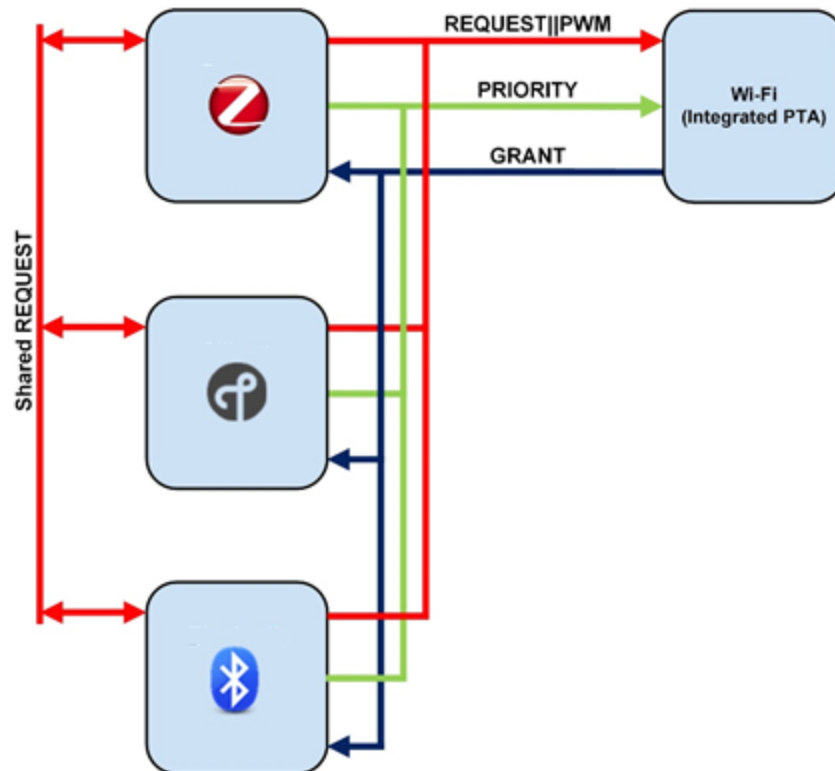 REQUEST||PWM
PRIORITY
GRANT
Wi-Fi
(Integrated PTA)
Shared REQUEST